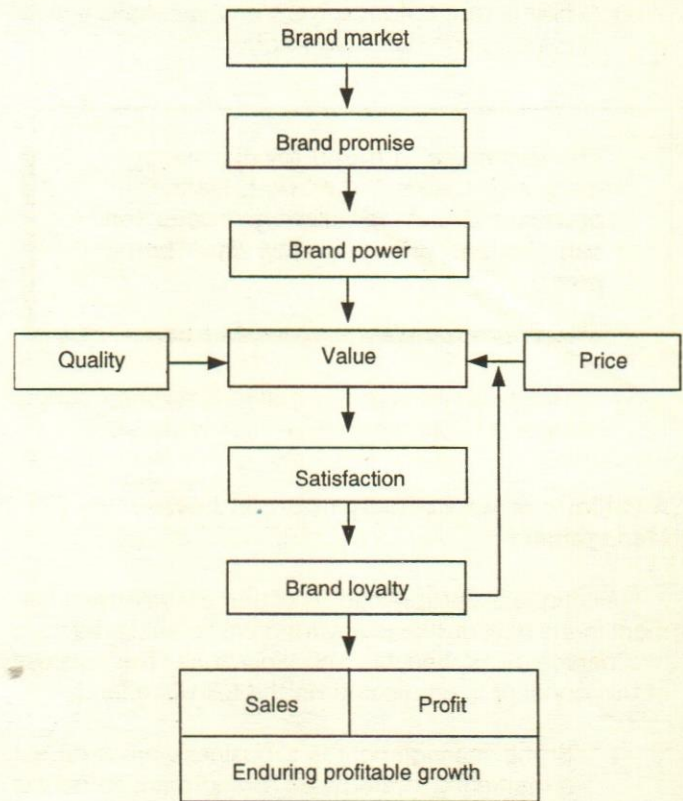 Brand market
Brand promise
Brand power
Quality
Value
Price
Satisfaction
Brand loyalty
Sales
Profit
Enduring profitable growth